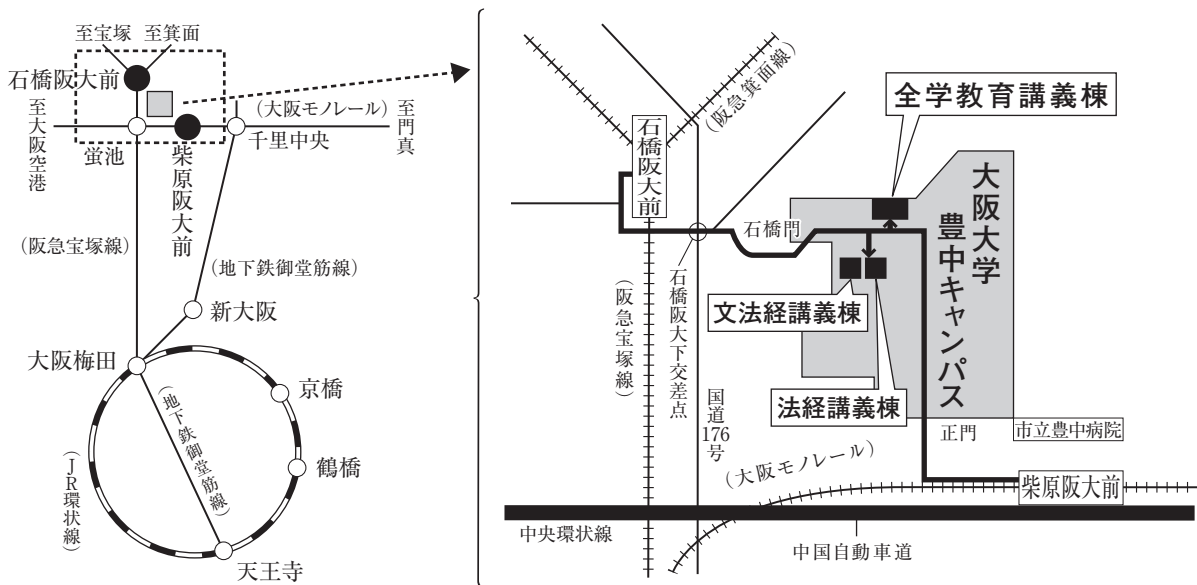 至宝塚
至箕面
石橋阪大前
至大阪空港
(大阪モノレール)
至門真
蛍池
柴原阪大前
千里中央
(阪急宝塚線)
(地下鉄御堂筋線)
新大阪
大阪梅田
京橋
(地下鉄御堂筋線)
鶴橋
(JR環状線)
天王寺
(阪急箕面線)
全学教育講義棟
石橋阪大前
大阪大学
豊中キャンパス
石橋門
石橋阪大下交差点
(阪急宝塚線)
文法経講義棟
法経講義棟
国道176号
正門
市立豊中病院
(大阪モノレール)
柴原阪大前
中央環状線
中国自動車道